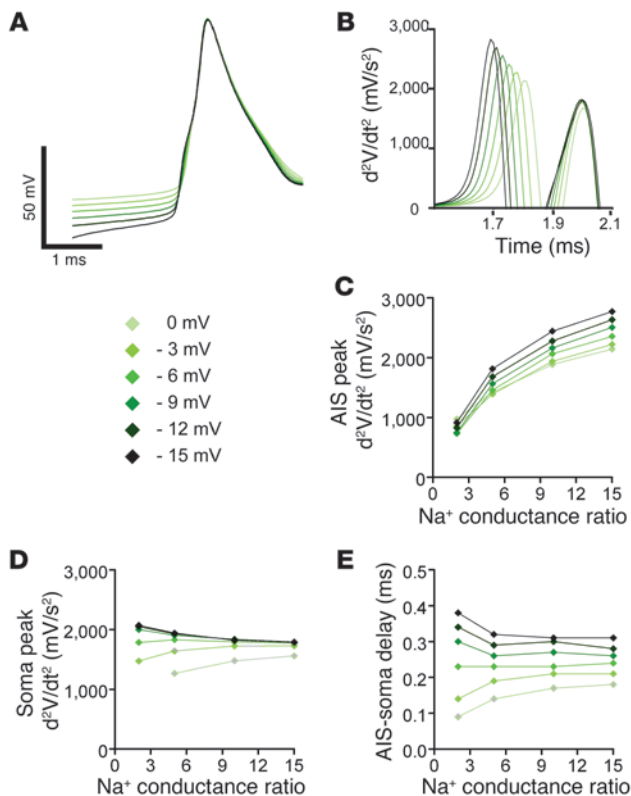 A
50 mV
1 ms
B
d²V/dt² (mV/s²)
3,000
2,000
1,000
0
1.7
1.9
2.1
Time (ms)
0 mV
- 3 mV
- 6 mV
- 9 mV
- 12 mV
- 15 mV
C
AIS peak
d²V/dt² (mV/s²)
3,000
2,000
1,000
0
0 3 6 9 12 15
Na⁺ conductance ratio
D
Soma peak
d²V/dt² (mV/s²)
3,000
2,000
1,000
0
0 3 6 9 12 15
Na⁺ conductance ratio
E
AIS-soma delay (ms)
0.5
0.4
0.3
0.2
0.1
0.0
0 3 6 9 12 15
Na⁺ conductance ratio